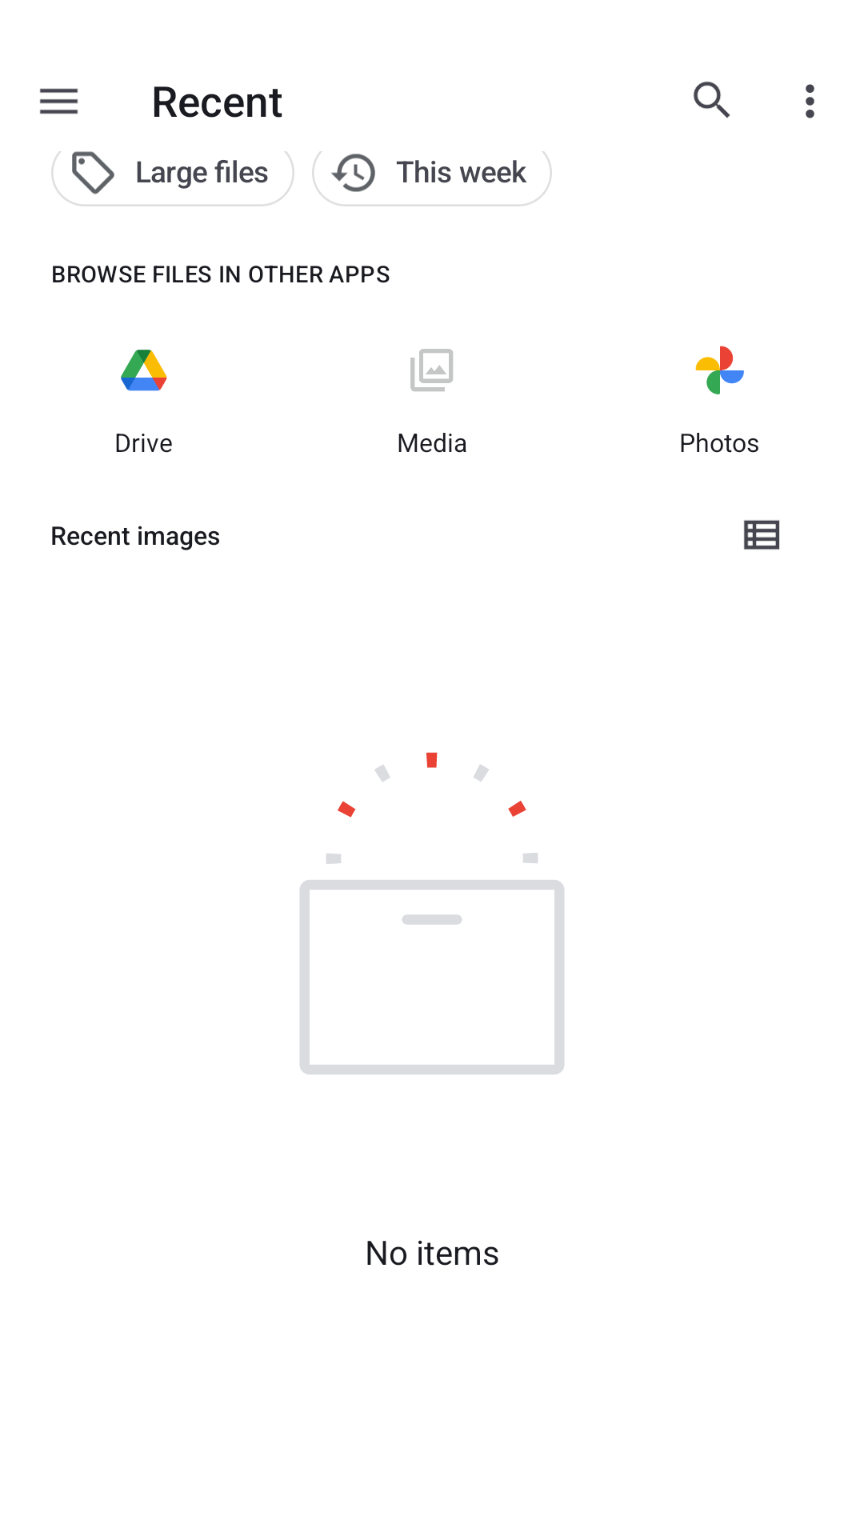 Recent
Large files
This week
BROWSE FILES IN OTHER APPS
Drive
Media
Photos
Recent images
No items